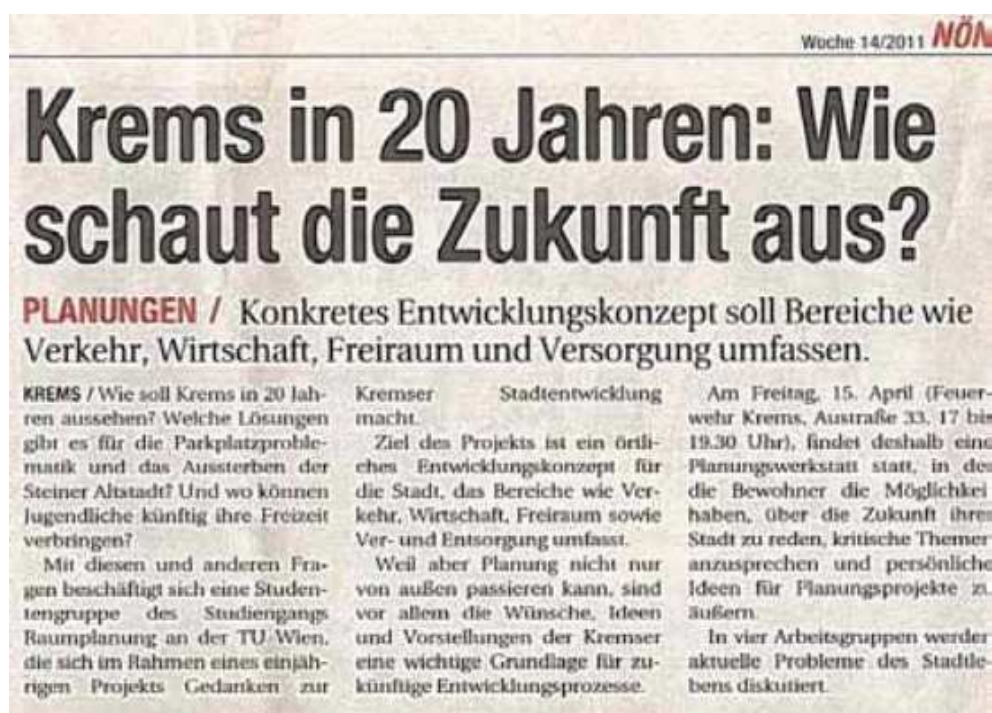 Woche 14/2011 NÖN
Krems in 20 Jahren: Wie
schaut die Zukunft aus?
PLANUNGEN / Konkretes Entwicklungskonzept soll Bereiche wie
Verkehr, Wirtschaft, Freiraum und Versorgung umfassen.
KREMS / Wie soll Krems in 20 Jah-
ren aussehen? Welche Lösungen
gibt es für die Parkplatzproble-
matik und das Aussterben der
Steiner Altstadt? Und wo können
Jugendliche künftig ihre Freizeit
verbringen?
Mit diesen und anderen Fra-
gen beschäftigt sich eine Studen-
tengruppe des Studiengangs
Raumplanung an der TU Wien,
die sich im Rahmen eines einjäh-
rigen Projekts Gedanken zur
Kremser Stadtentwicklung
macht.
Ziel des Projekts ist ein örtli-
ches Entwicklungskonzept für
die Stadt, das Bereiche wie Ver-
kehr, Wirtschaft, Freiraum sowie
Ver- und Entsorgung umfasst.
Weil aber Planung nicht nur
von außen passieren kann, sind
vor allem die Wünsche, Ideen
und Vorstellungen der Kremser
eine wichtige Grundlage für zu-
künftige Entwicklungsprozesse.
Am Freitag, 15. April (Feuer-
wehr Krems, Austraße 33, 17 bis
19.30 Uhr), findet deshalb eine
Planungswerkstatt statt, in der
die Bewohner die Möglichkei
haben, über die Zukunft ihrer
Stadt zu reden, kritische Themen
anzusprechen und persönliche
Ideen für Planungsprojekte z
äußern.
In vier Arbeitsgruppen werden
aktuelle Probleme des Stadtle-
bens diskutiert.